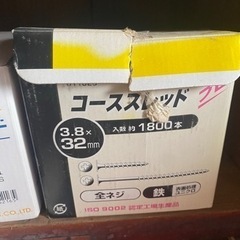 コーススレッド
3.8×
32mm
入数 約 1800本
全ネジ
鉄
ISO 9002 認定工場生産品
CO.,LTD